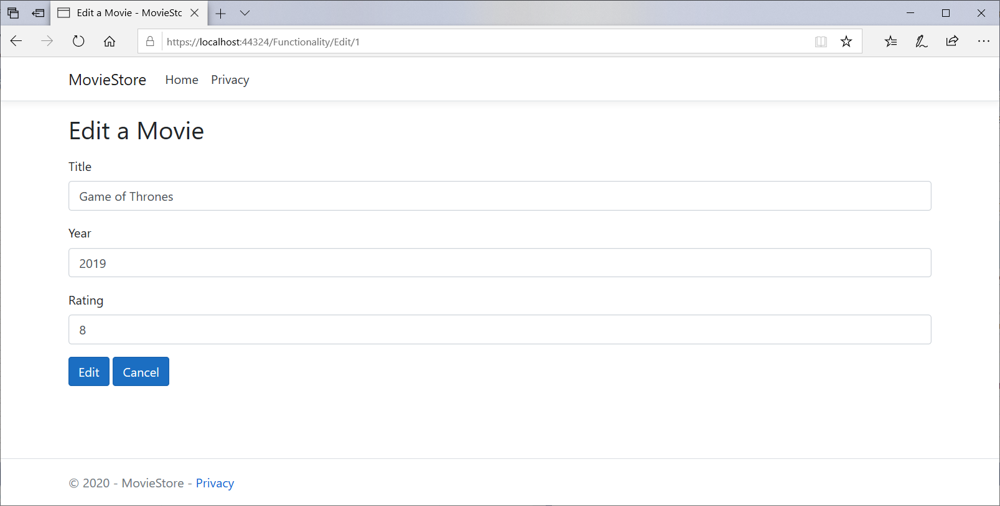 Edit a Movie - MovieStc
https://localhost:44324/Functionality/Edit/1
MovieStore Home Privacy
Edit a Movie
Title
Game of Thrones
Year
2019
Rating
8
Edit Cancel
© 2020 - MovieStore - Privacy